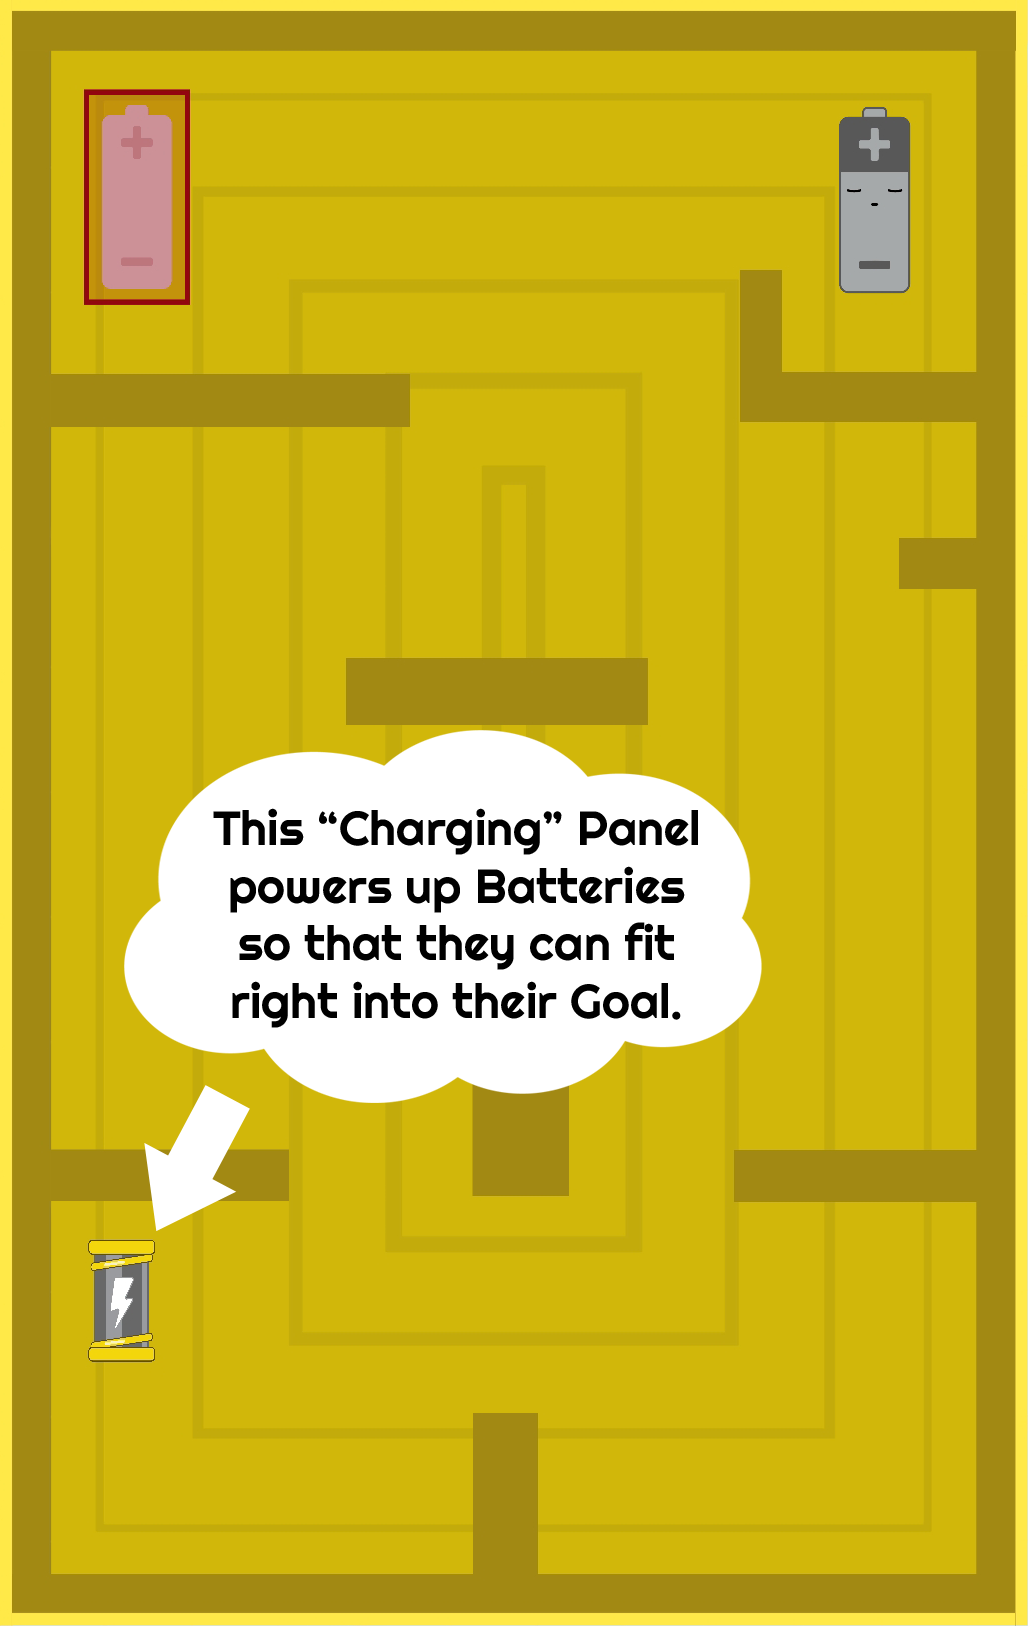 This “Charging” Panel
powers up Batteries
so that they can fit
right into their Goal.